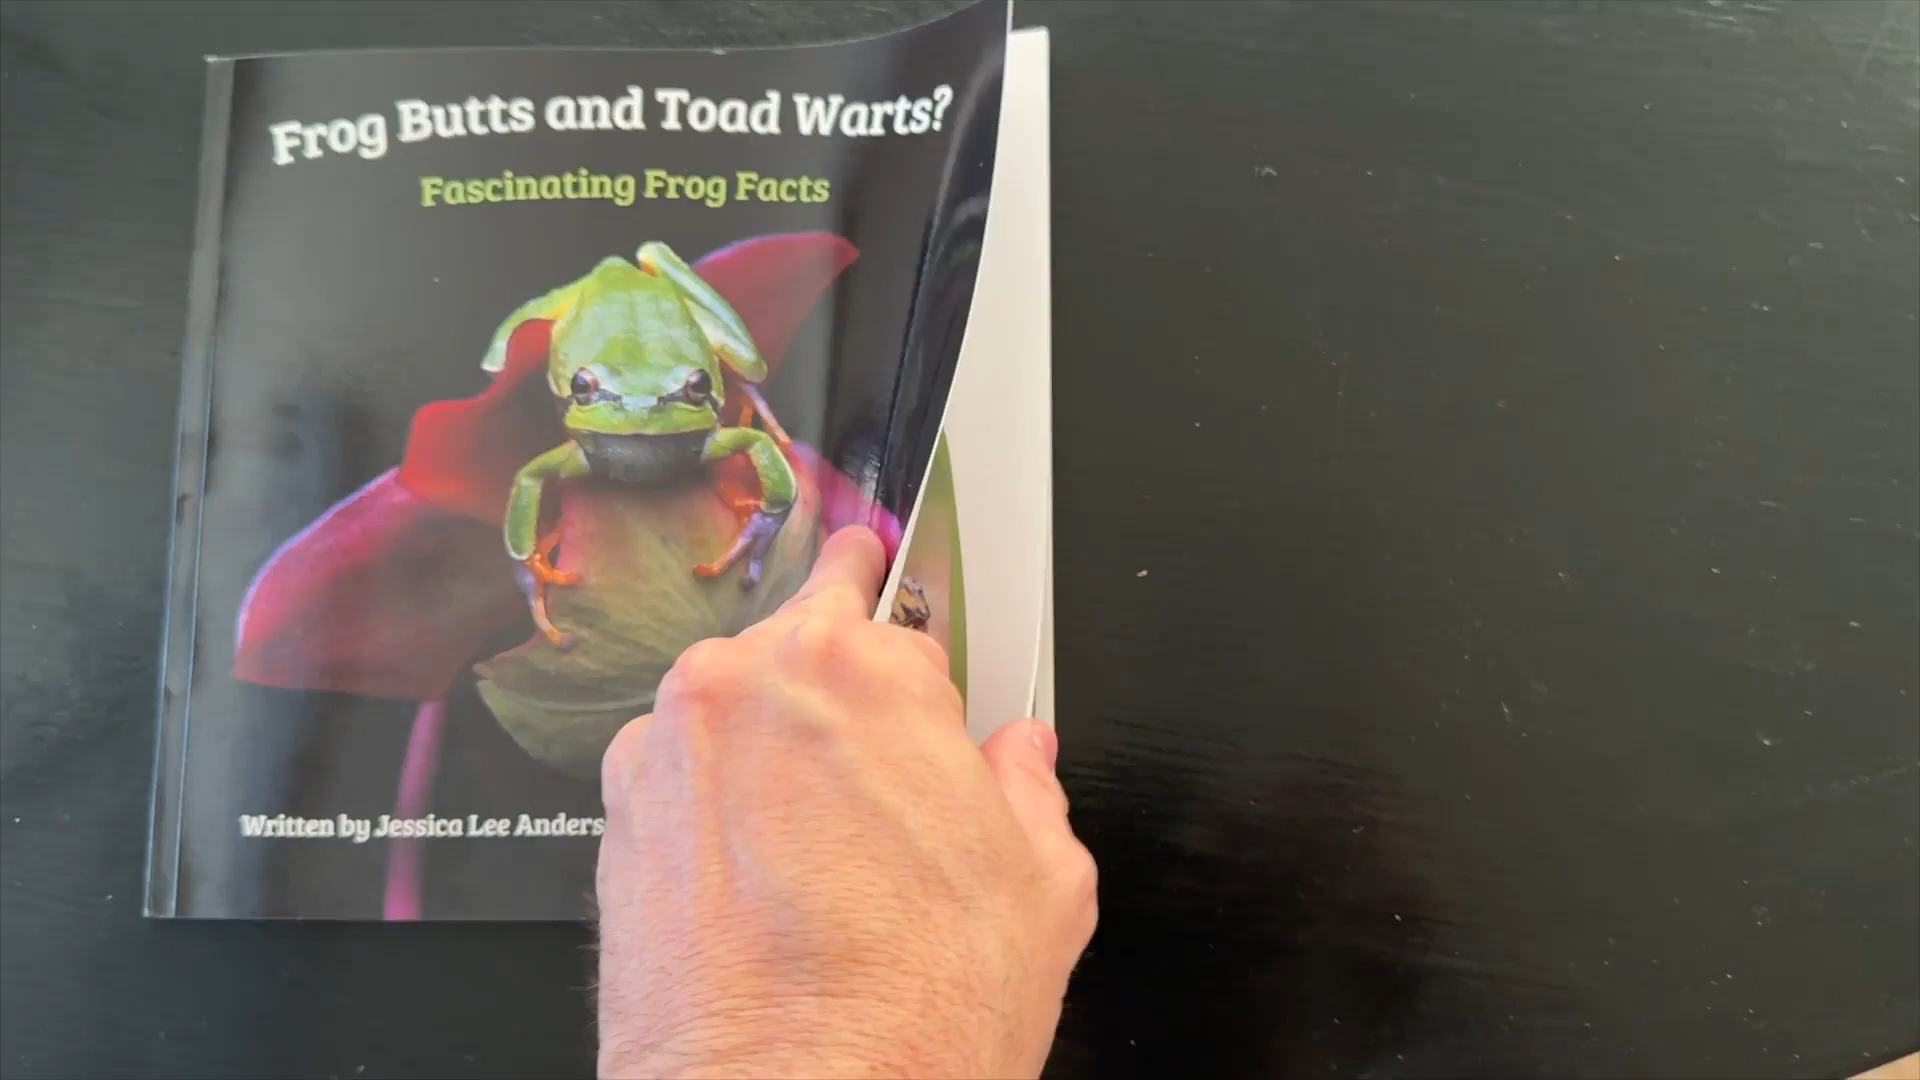 Frog Butts and Toad Warts?
Fascinating Frog Facts
Written by Jessica Lee Anders